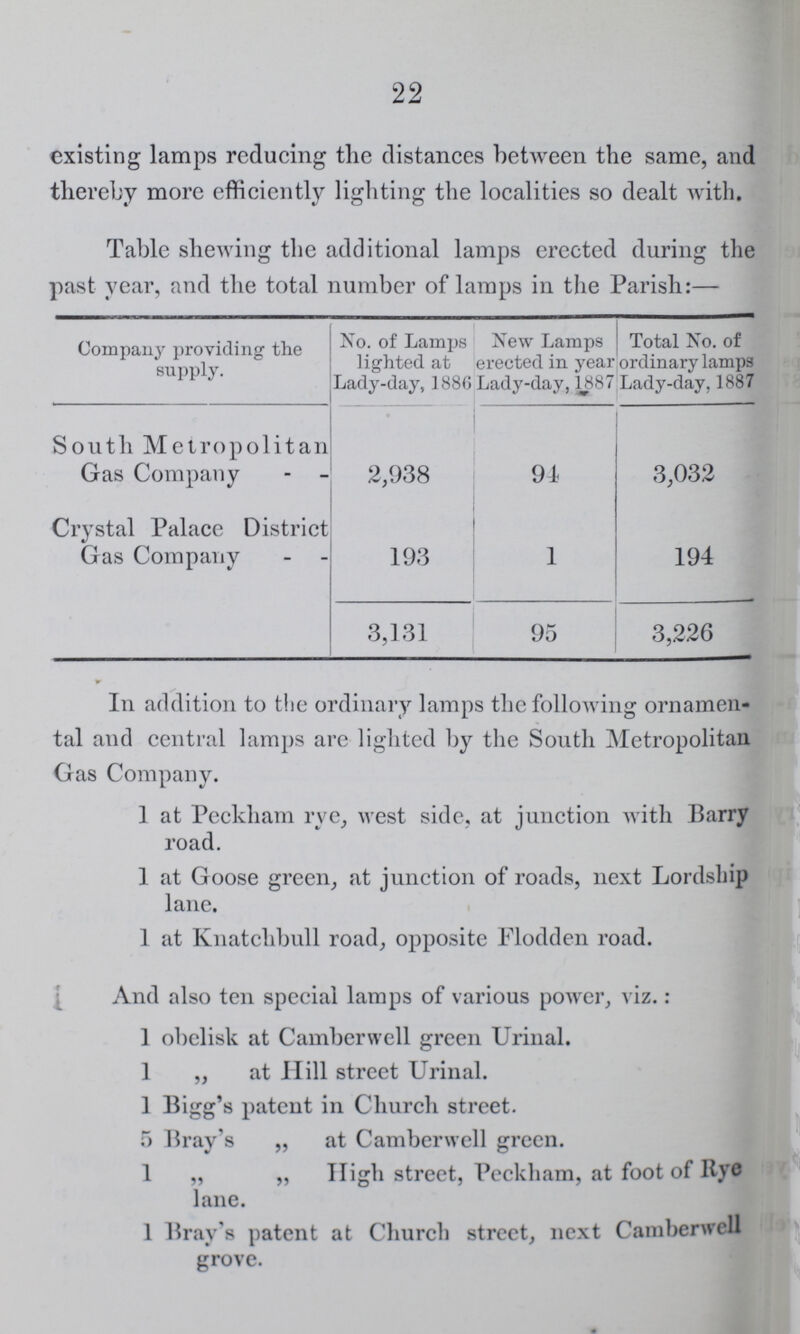 22
existing lamps reducing the distances between the same, and
thereby more efficiently lighting the localities so dealt with.
Table shewing the additional lamps erected during the
past year, and the total number of lamps in the Parish:—
Company providing the supply. | No. of Lamps lighted at Lady-day, 1886 | New Lamps erected in year Lady-day, 1887 | Total No. of ordinary lamps Lady-day, 1887
South Metropolitan
Gas Company - - 2,938 94 3,032
Crystal Palace District
Gas Company - - 193 1 194
3,131 95 3,226
In addition to the ordinary lamps the following ornamen-
tal and central lamps are lighted by the South Metropolitan
Gas Company.
1 at Peckham rye, west side, at junction with Barry
road.
1 at Goose green, at junction of roads, next Lordship
lane.
1 at Knatchbull road, opposite Flodden road.
And also ten special lamps of various power, viz.:
1 obelisk at Camberwell green Urinal.
1 „ at Hill street Urinal.
1 Bigg's patent in Church street.
5 Bray's „ at Camberwell green.
1 „ „ High street, Peckham, at foot of Rye
lane.
1 Bray's patent at Church street, next Camberwell
grove.